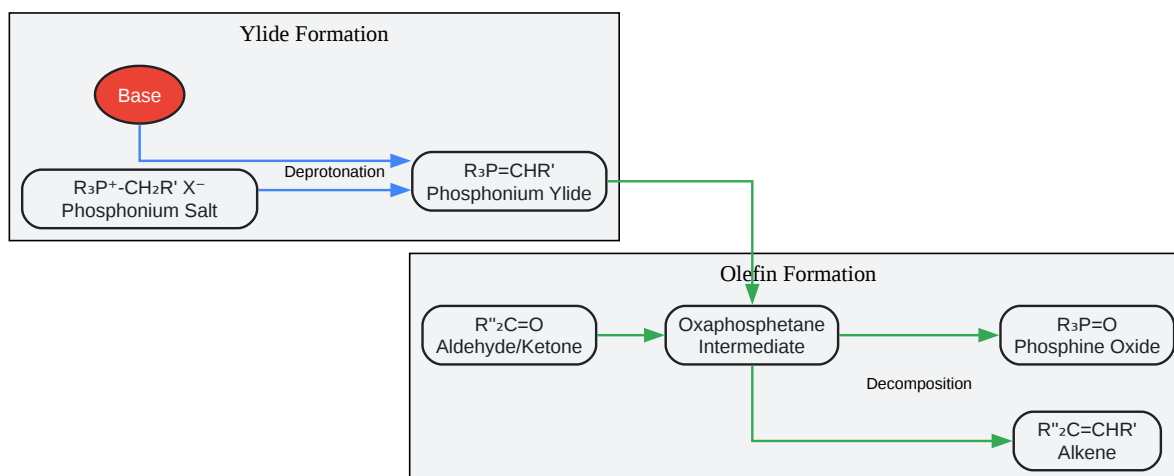 Ylide Formation
Base
Deprotonation
R₃P⁺-CH₂R' X⁻
Phosphonium Salt
R₃P=CHR'
Phosphonium Ylide
Olefin Formation
R"₂C=O
Aldehyde/Ketone
Oxaphosphetane
Intermediate
R₃P=O
Phosphine Oxide
Decomposition
R"₂C=CHR'
Alkene